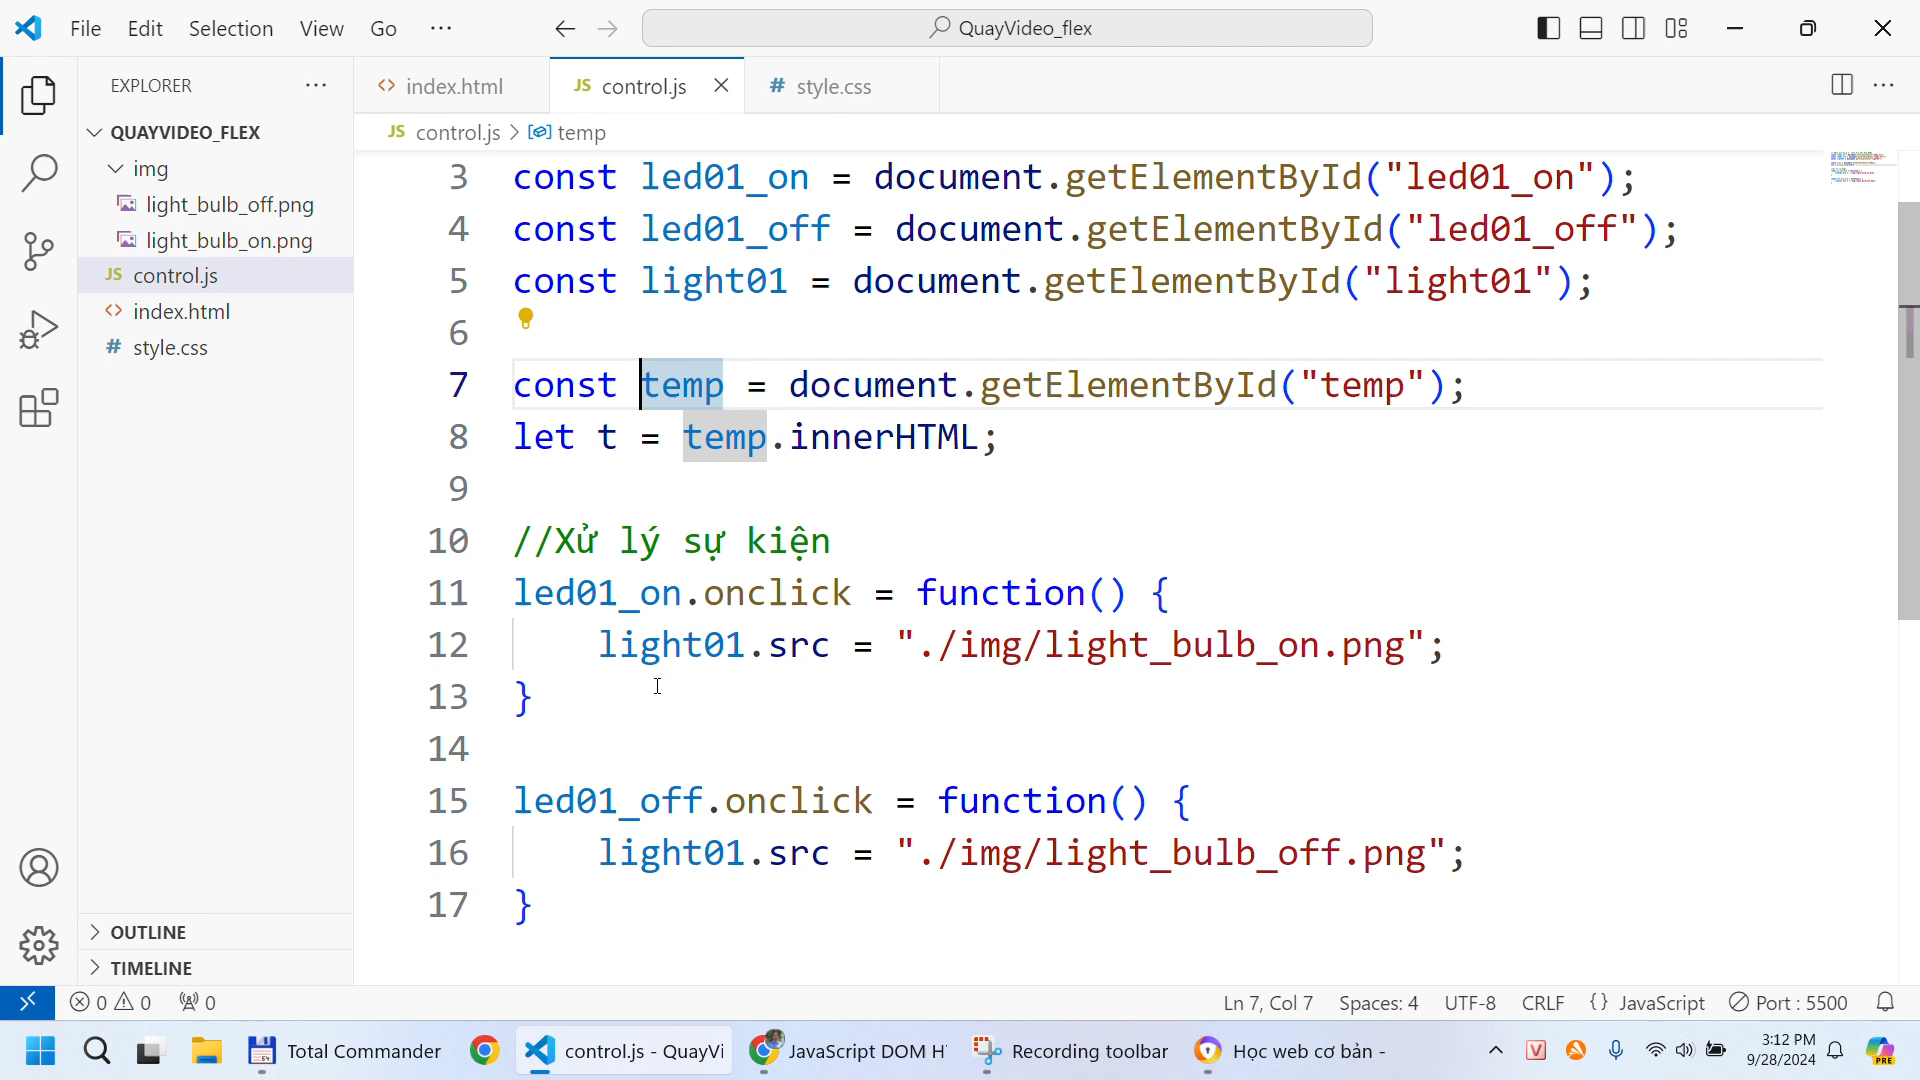 File Edit Selection View Go ··· QuayVideo_flex
EXPLORER ···
QUAYVIDEO_FLEX
img
light_bulb_off.png
light_bulb_on.png
JS control.js
<> index.html
# style.css
OUTLINE
TIMELINE
<> index.html JS control.js # style.css
JS control.js > temp
3 const led01_on = document.getElementById("led01_on");
4 const led01_off = document.getElementById("led01_off");
5 const light01 = document.getElementById("light01");
6
7 const temp = document.getElementById("temp");
8 let t = temp.innerHTML;
9
10 //Xử lý sự kiện
11 led01_on.onclick = function() {
12 light01.src = "./img/light_bulb_on.png";
13 }
14
15 led01_off.onclick = function() {
16 light01.src = "./img/light_bulb_off.png";
17 }
0 0 0 Ln 7, Col 7 Spaces: 4 UTF-8 CRLF {} JavaScript Port : 5500
Total Commander control.js - QuayVi JavaScript DOM H Recording toolbar Học web cơ bản - 3:12 PM
9/28/2024
PRE